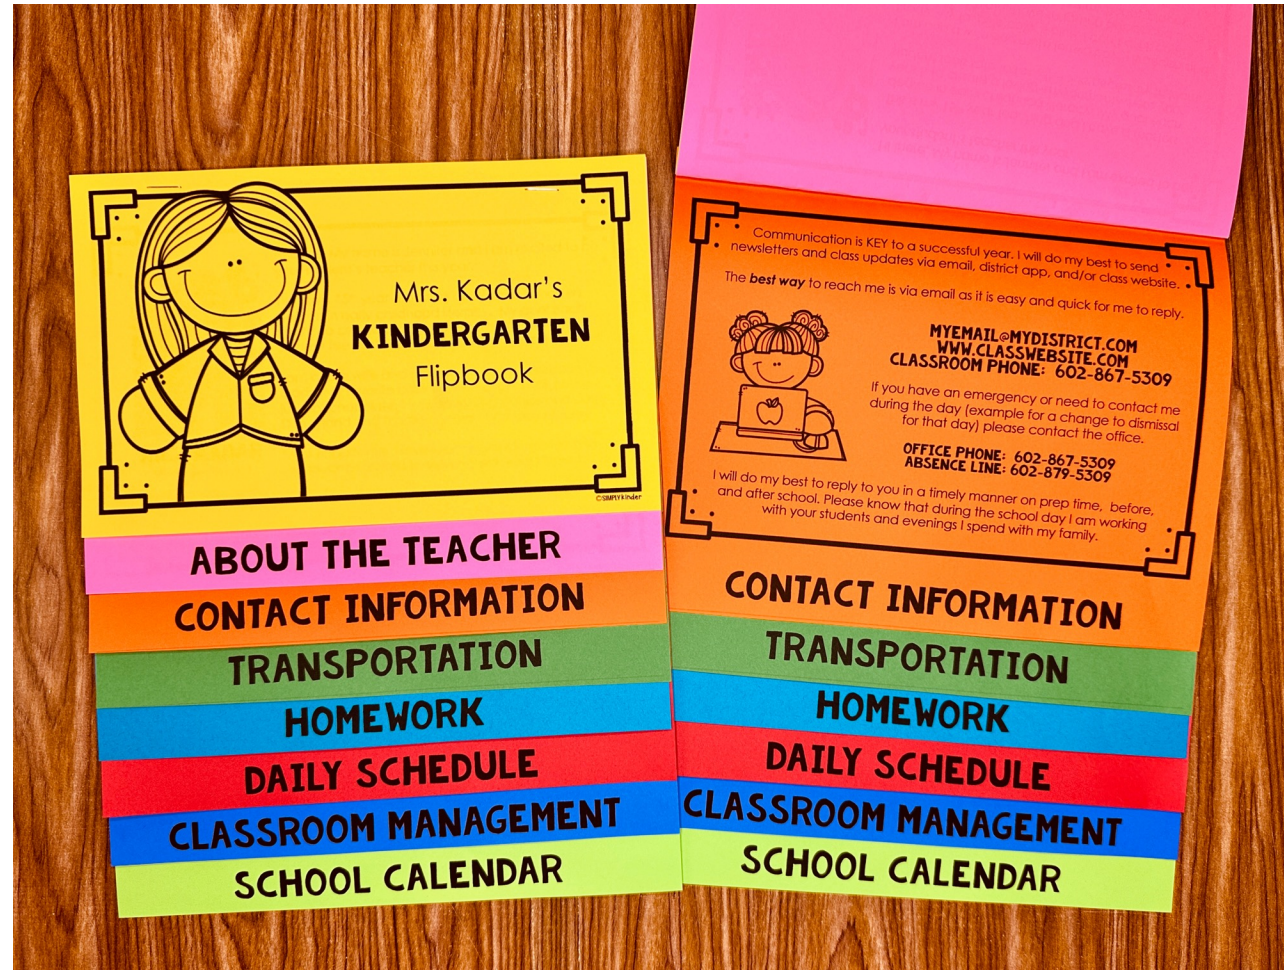 Mrs. Kadar's
KINDERGARTEN
Flipbook
©SIMPLYkinder
ABOUT THE TEACHER
CONTACT INFORMATION
TRANSPORTATION
HOMEWORK
DAILY SCHEDULE
CLASSROOM MANAGEMENT
SCHOOL CALENDAR
Communication is KEY to a successful year. I will do my best to send
newsletters and class updates via email, district app, and/or class website.
The best way to reach me is via email as it is easy and quick for me to reply.
MYEMAIL@MYDISTRICT.COM
WWW.CLASSWEBSITE.COM
CLASSROOM PHONE: 602-867-5309
If you have an emergency or need to contact me
during the day (example for a change to dismissal
for that day) please contact the office.
OFFICE PHONE: 602-867-5309
ABSENCE LINE: 602-879-5309
I will do my best to reply to you in a timely manner on prep time, before,
and after school. Please know that during the school day I am working
with your students and evenings I spend with my family.
CONTACT INFORMATION
TRANSPORTATION
HOMEWORK
DAILY SCHEDULE
CLASSROOM MANAGEMENT
SCHOOL CALENDAR